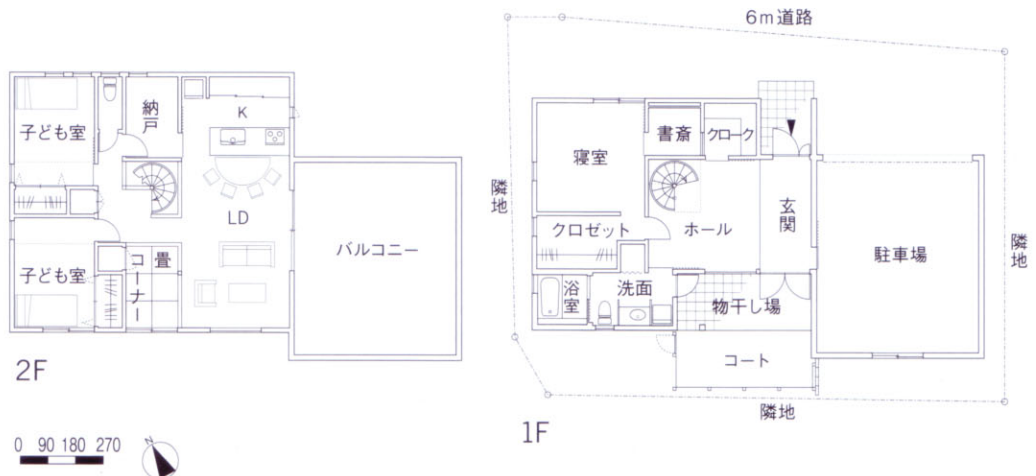 子ども室
納戸
K
子ども室
畳
コーナー
LD
バルコニー
2F
0 90 180 270
N
6m道路
隣地
寝室
書斎
クローク
クロゼット
ホール
玄関
駐車場
隣地
浴室
洗面
物干し場
コート
隣地
1F